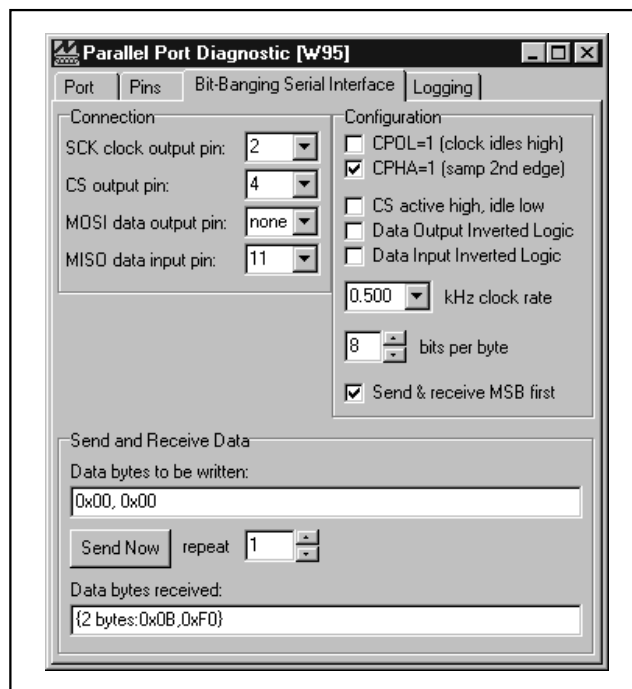 Parallel Port Diagnostic [W95]
Port Pins Bit-Banging Serial Interface Logging
Connection
SCK clock output pin: 2
CS output pin: 4
MOSI data output pin: none
MISO data input pin: 11
Configuration
CPOL=1 (clock idles high)
CPHA=1 (samp 2nd edge)
CS active high, idle low
Data Output Inverted Logic
Data Input Inverted Logic
0.500 kHz clock rate
8 bits per byte
Send & receive MSB first
Send and Receive Data
Data bytes to be written:
0x00, 0x00
Send Now repeat 1
Data bytes received:
{2 bytes:0x0B,0xF0}